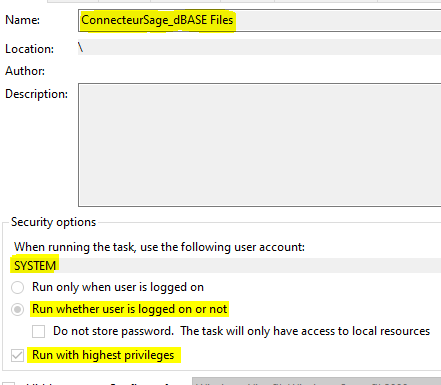 Name: ConnecteurSage_dBASE Files
Location: \
Author:
Description:
Security options
When running the task, use the following user account:
SYSTEM
Run only when user is logged on
Run whether user is logged on or not
Do not store password. The task will only have access to local resources
Run with highest privileges